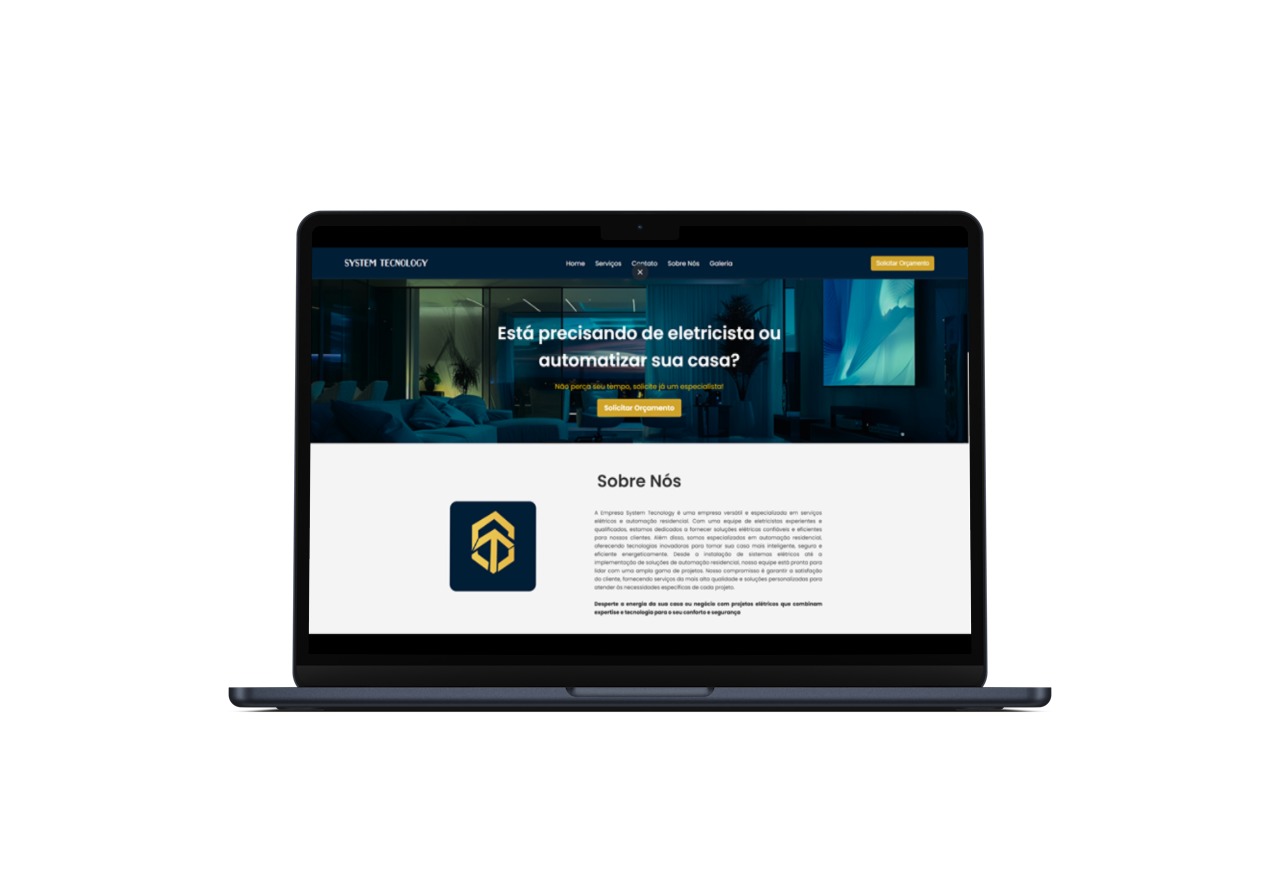 SYSTEM TECNOLOGY
Home Serviços Contato Sobre Nós Galeria
Solicitar Orçamento
Está precisando de eletricista ou
automatizar sua casa?
Não perca seu tempo, solicite já um especialista!
Solicitar Orçamento
Sobre Nós
A Empresa System Tecnology é uma empresa versátil e especializada em serviços
elétricos e automação residencial. Com uma equipe de eletricistas experientes e
qualificados, estamos dedicados a fornecer soluções elétricas confiáveis e eficientes
para nossos clientes. Além disso, somos especializados em automação residencial,
oferecendo tecnologias inovadoras para tornar sua casa mais inteligente, segura e
eficiente energeticamente. Desde a instalação de sistemas elétricos até a
implementação de soluções de automação residencial, nossa equipe está pronta para
lidar com uma ampla gama de projetos. Nosso compromisso é garantir a satisfação
do cliente, fornecendo serviços da mais alta qualidade e soluções personalizadas para
atender às necessidades específicas de cada projeto.
Desperte a energia da sua casa ou negócio com projetos elétricos que combinam
expertise e tecnologia para o seu conforto e segurança